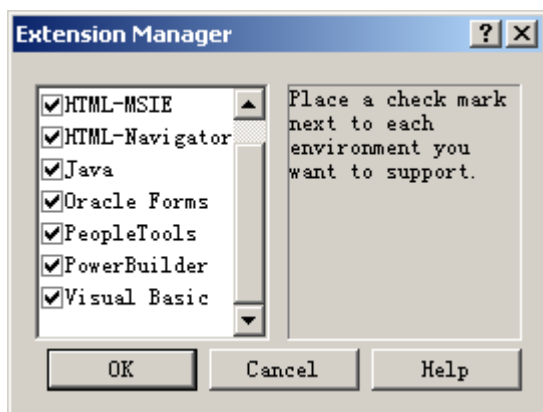 Extension Manager
HTML-MSIE
HTML-Navigator
Java
Oracle Forms
PeopleTools
PowerBuilder
Visual Basic
Place a check mark
next to each
environment you
want to support.
OK
Cancel
Help